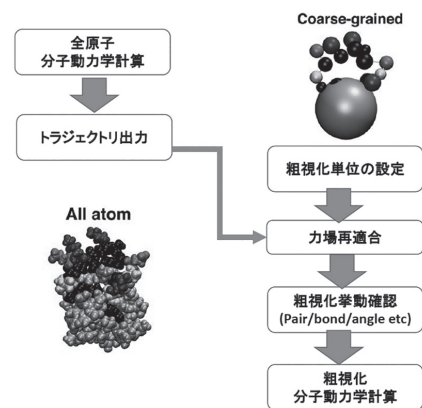 Coarse-grained
全原子
分子動力学計算
トラジェクトリ出力
粗視化単位の設定
All atom
力場再適合
粗視化挙動確認
(Pair/bond/angle etc)
粗視化
分子動力学計算